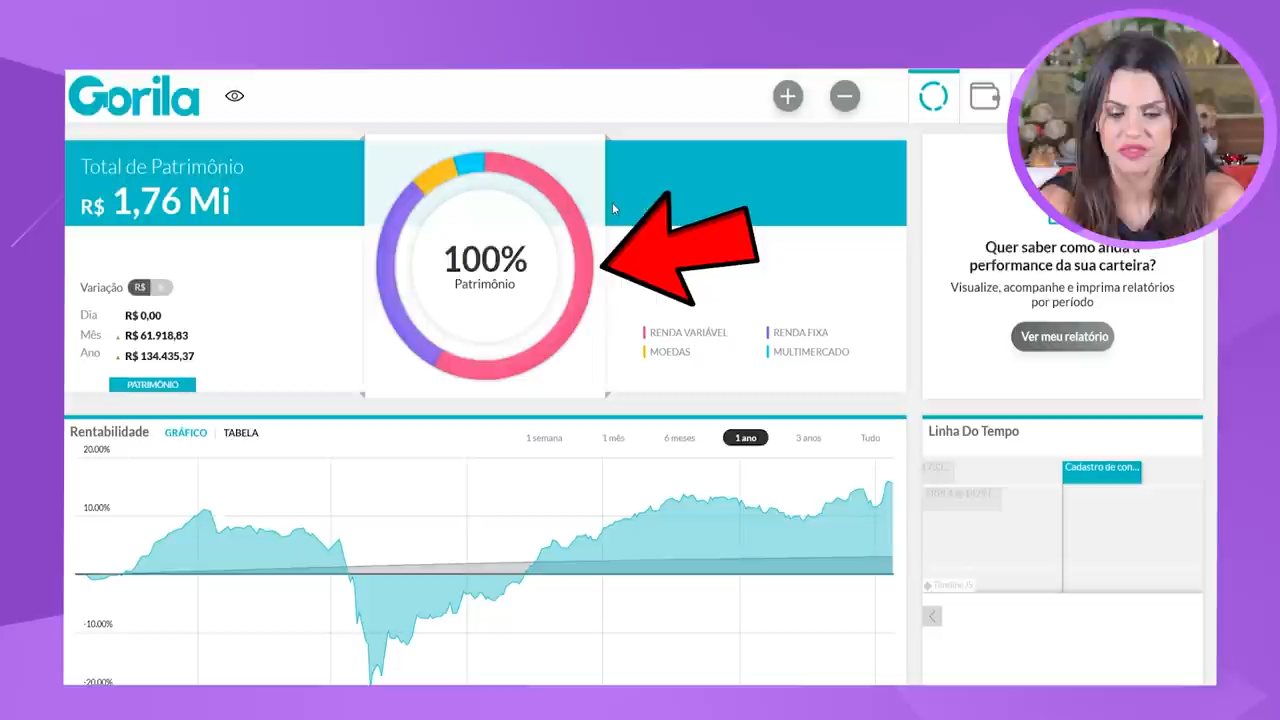 Gorila
Total de Patrimônio
R$ 1,76 Mi
Variação R$
Dia R$ 0,00
Mês R$ 61.918,83
Ano R$ 134.435,37
PATRIMÔNIO
100%
Patrimônio
RENDA VARIÁVEL RENDA FIXA
MOEDAS MULTIMERCADO
Quer saber como anda a
performance da sua carteira?
Visualize, acompanhe e imprima relatórios
por período
Ver meu relatório
Rentabilidade GRÁFICO TABELA
1 semana 1 mês 6 meses 1 ano 3 anos Tudo
20.00%
10.00%
-10.00%
-20.00%
Linha Do Tempo
Cadastro de con...
Timeline JS